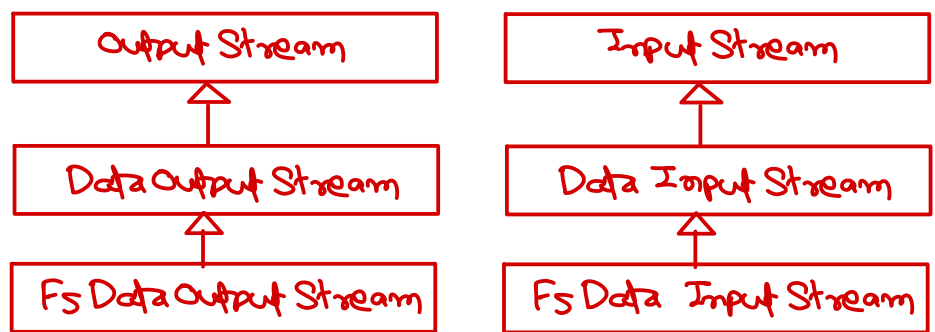 Output Stream
Input Stream
Data Output Stream
Data Input Stream
Fs Data Output Stream
Fs Data Input Stream